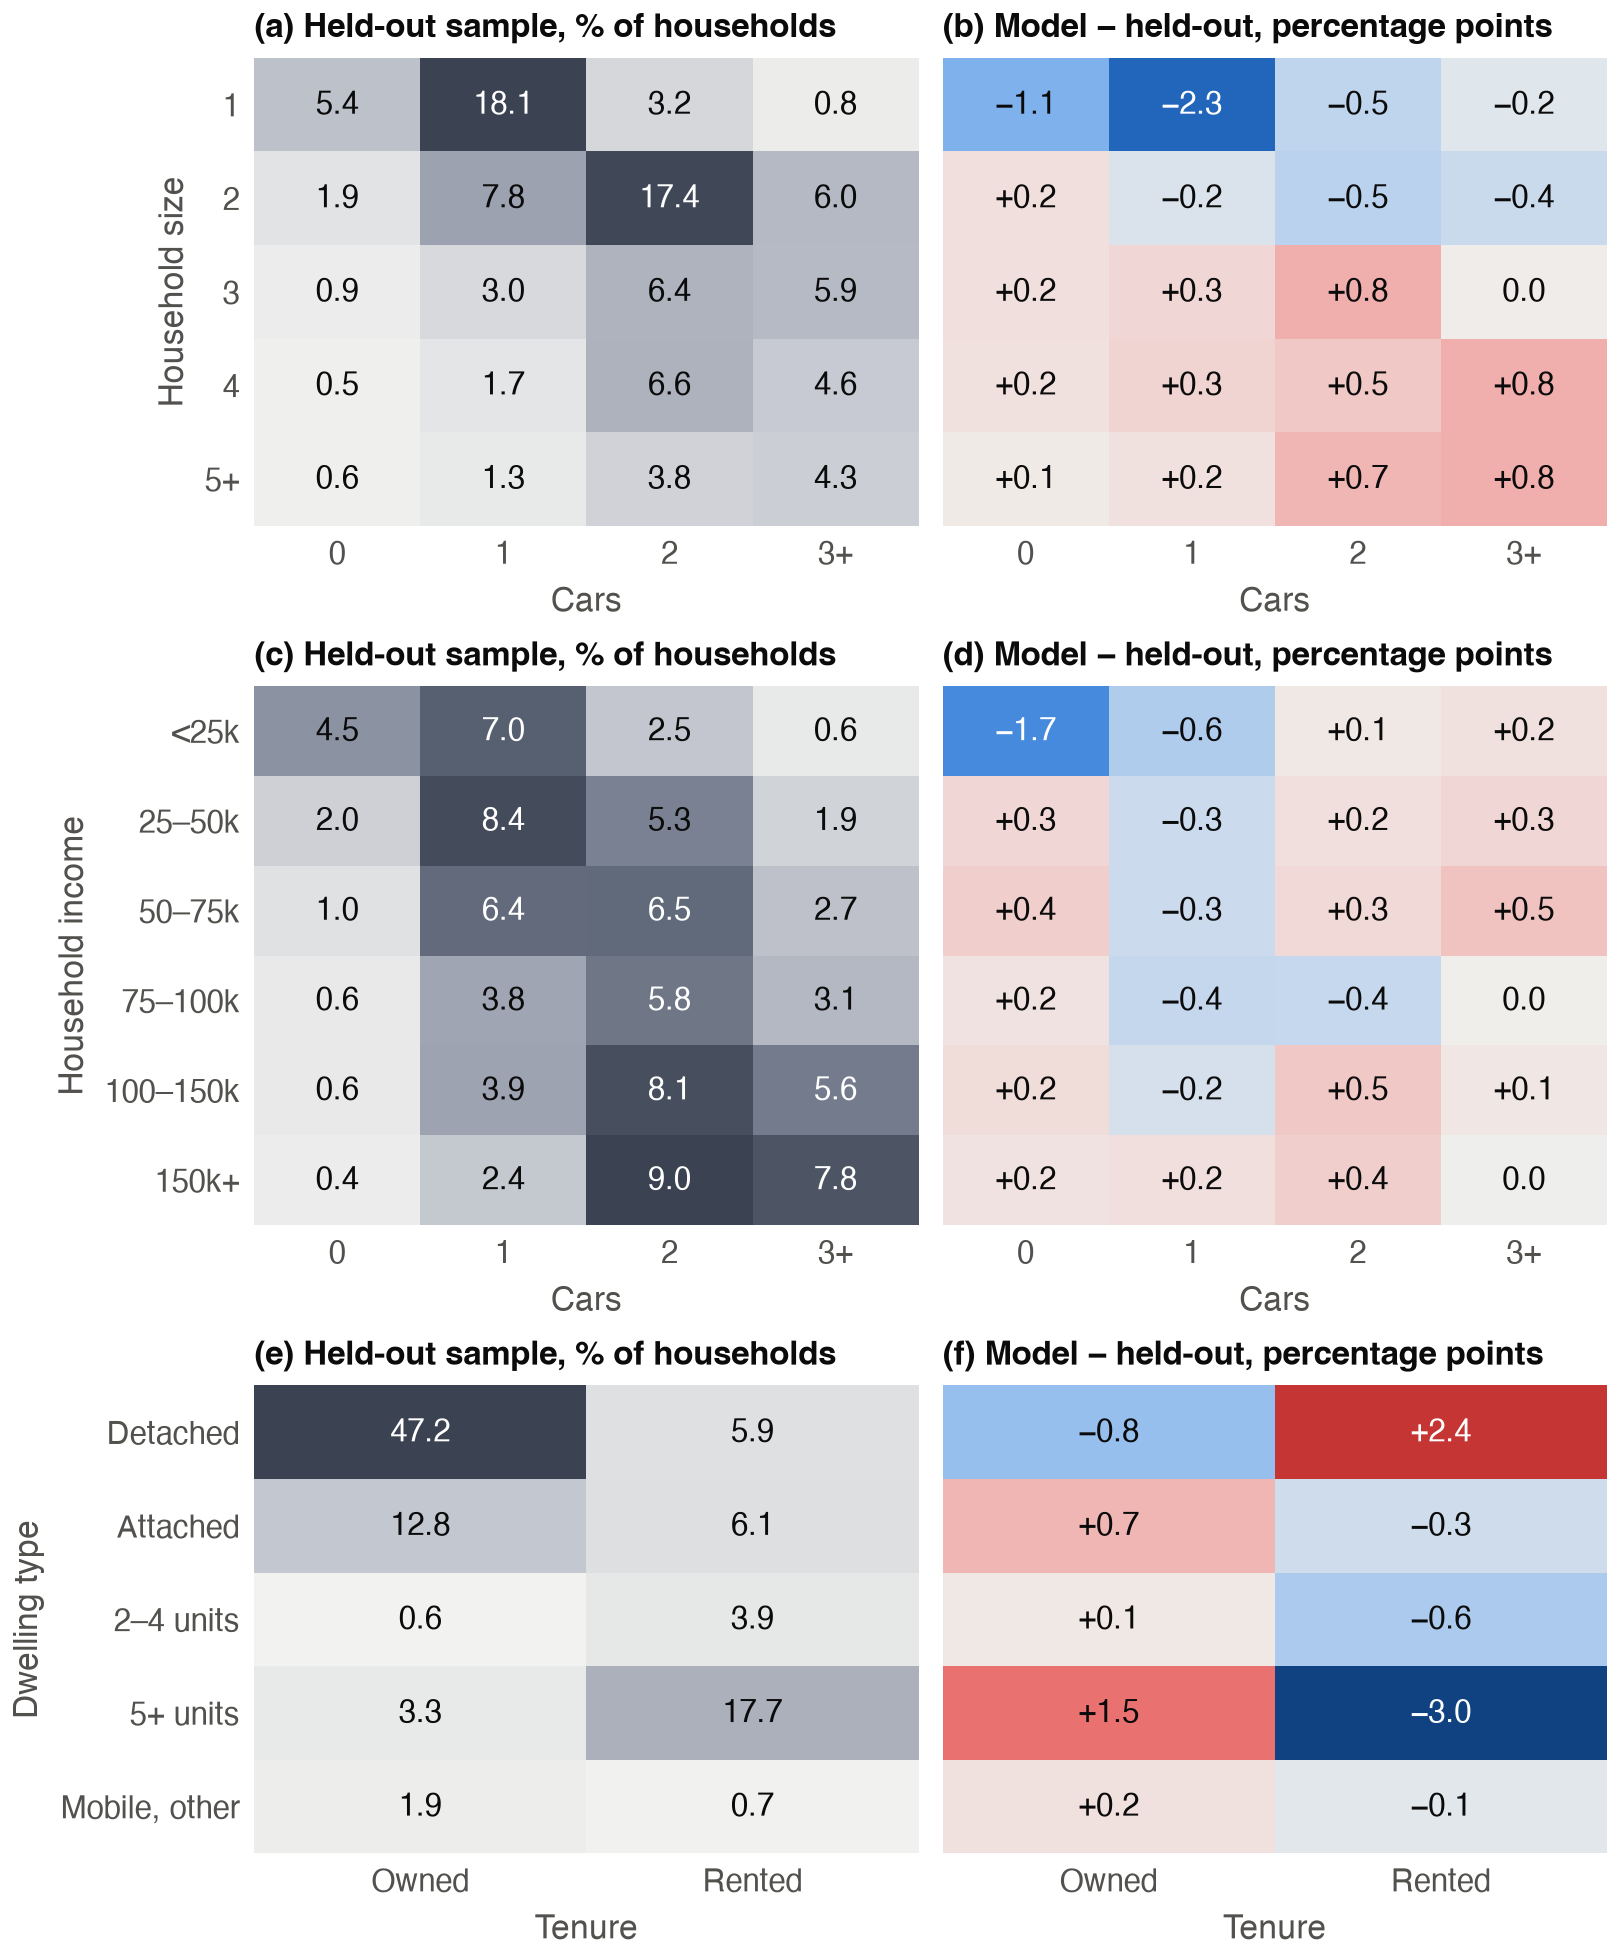 (a) Held-out sample, % of households
(b) Model – held-out, percentage points
Household size
1 5.4 18.1 3.2 0.8 −1.1 −2.3 −0.5 −0.2
2 1.9 7.8 17.4 6.0 +0.2 −0.2 −0.5 −0.4
3 0.9 3.0 6.4 5.9 +0.2 +0.3 +0.8 0.0
4 0.5 1.7 6.6 4.6 +0.2 +0.3 +0.5 +0.8
5+ 0.6 1.3 3.8 4.3 +0.1 +0.2 +0.7 +0.8
0 1 2 3+ 0 1 2 3+
Cars Cars
(c) Held-out sample, % of households
(d) Model – held-out, percentage points
Household income
<25k 4.5 7.0 2.5 0.6 −1.7 −0.6 +0.1 +0.2
25–50k 2.0 8.4 5.3 1.9 +0.3 −0.3 +0.2 +0.3
50–75k 1.0 6.4 6.5 2.7 +0.4 −0.3 +0.3 +0.5
75–100k 0.6 3.8 5.8 3.1 +0.2 −0.4 −0.4 0.0
100–150k 0.6 3.9 8.1 5.6 +0.2 −0.2 +0.5 +0.1
150k+ 0.4 2.4 9.0 7.8 +0.2 +0.2 +0.4 0.0
0 1 2 3+ 0 1 2 3+
Cars Cars
(e) Held-out sample, % of households
(f) Model – held-out, percentage points
Dwelling type
Detached 47.2 5.9 −0.8 +2.4
Attached 12.8 6.1 +0.7 −0.3
2–4 units 0.6 3.9 +0.1 −0.6
5+ units 3.3 17.7 +1.5 −3.0
Mobile, other 1.9 0.7 +0.2 −0.1
Owned Rented Owned Rented
Tenure Tenure